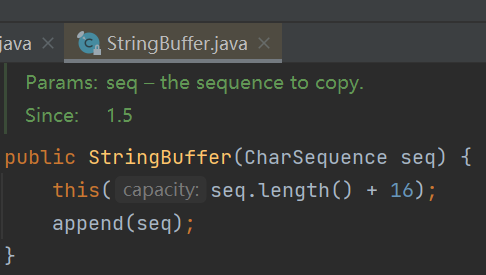 java
StringBuffer.java
Params: seq – the sequence to copy.
Since: 1.5
public StringBuffer(CharSequence seq) {
this( capacity: seq.length() + 16);
append(seq);
}